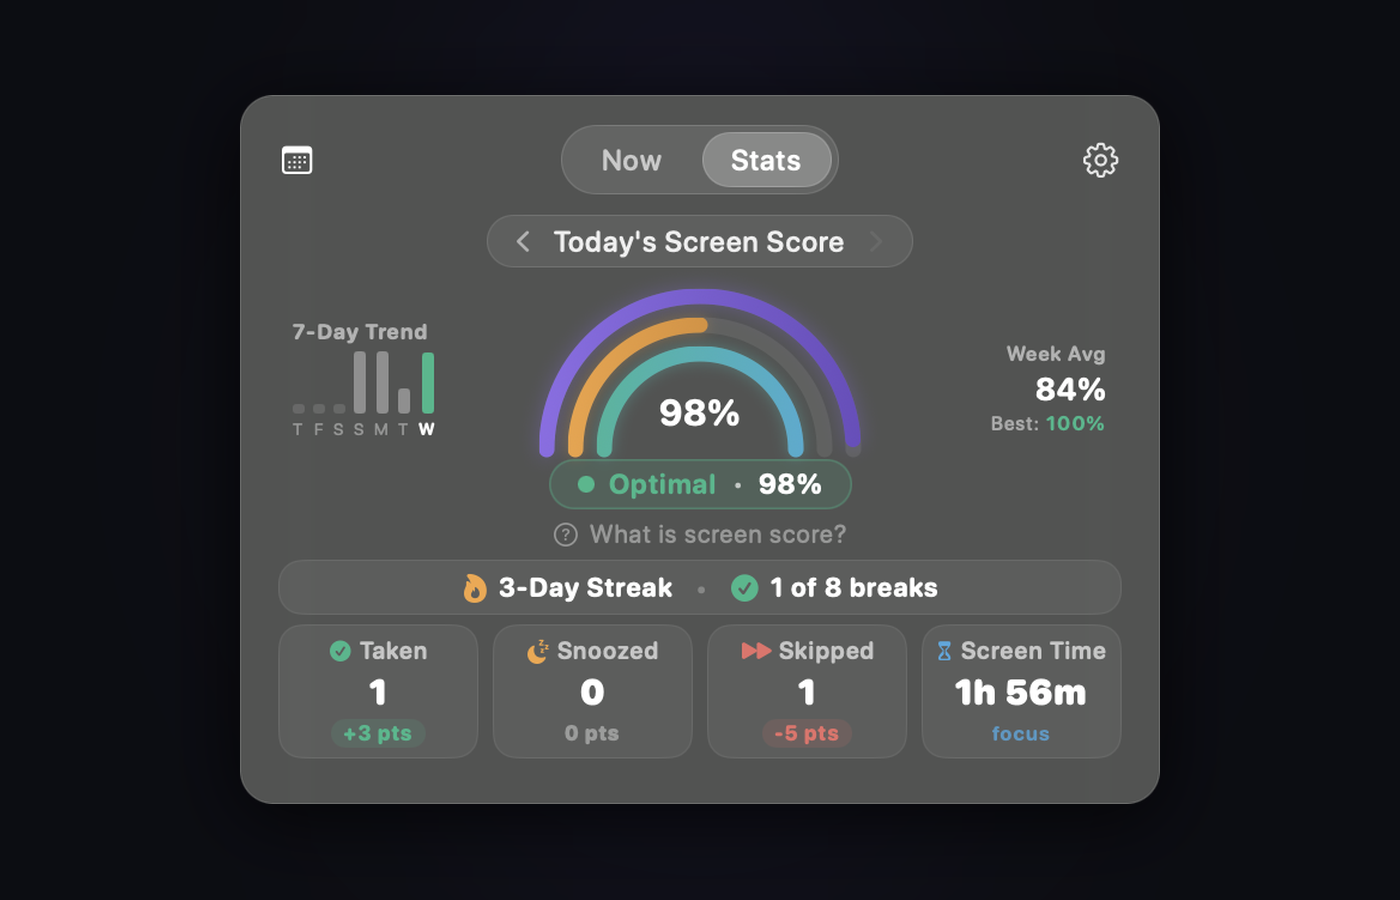 Now Stats
Today's Screen Score
7-Day Trend
T F S S M T W
98%
Week Avg
84%
Best: 100%
Optimal · 98%
? What is screen score?
3-Day Streak · 1 of 8 breaks
Taken
1
+3 pts
Snoozed
0
0 pts
Skipped
1
-5 pts
Screen Time
1h 56m
focus